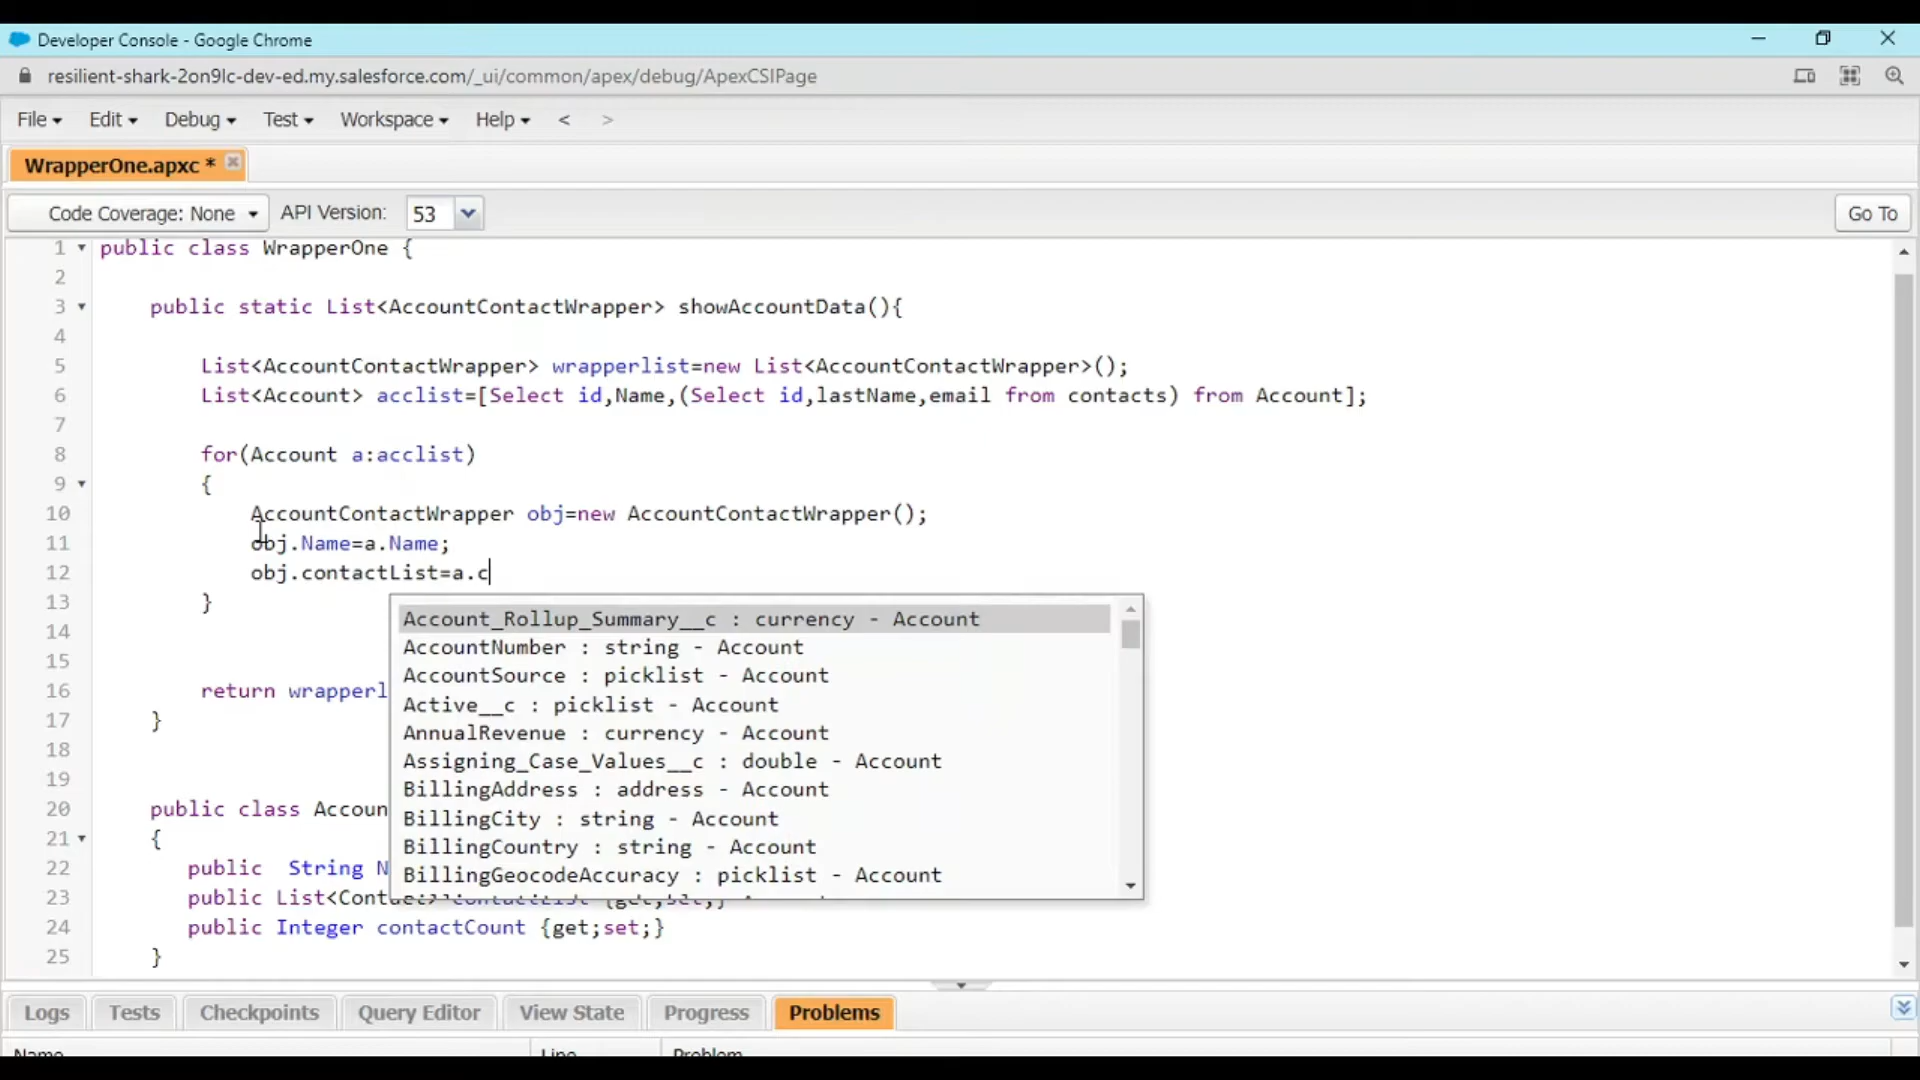 Developer Console - Google Chrome
resilient-shark-2on9lc-dev-ed.my.salesforce.com/_ui/common/apex/debug/ApexCSIPage
File Edit Debug Test Workspace Help < >
WrapperOne.apxc *
Code Coverage: None API Version: 53 Go To
1 public class WrapperOne {
2
3 public static List<AccountContactWrapper> showAccountData(){
4
5 List<AccountContactWrapper> wrapperlist=new List<AccountContactWrapper>();
6 List<Account> acclist=[Select id,Name,(Select id,lastName,email from contacts) from Account];
7
8 for(Account a:acclist)
9 {
10 AccountContactWrapper obj=new AccountContactWrapper();
11 obj.Name=a.Name;
12 obj.contactList=a.c
13 }
Account_Rollup_Summary__c : currency - Account
14
AccountNumber : string - Account
15
AccountSource : picklist - Account
16 return wrapperl
Active__c : picklist - Account
17 }
AnnualRevenue : currency - Account
18
Assigning_Case_Values__c : double - Account
19
BillingAddress : address - Account
20 public class Accoun
BillingCity : string - Account
21 {
BillingCountry : string - Account
22 public String N
BillingGeocodeAccuracy : picklist - Account
23 public List<Contact> contactList {get;set;}
24 public Integer contactCount {get;set;}
25 }
Logs Tests Checkpoints Query Editor View State Progress Problems
Name Line Problem